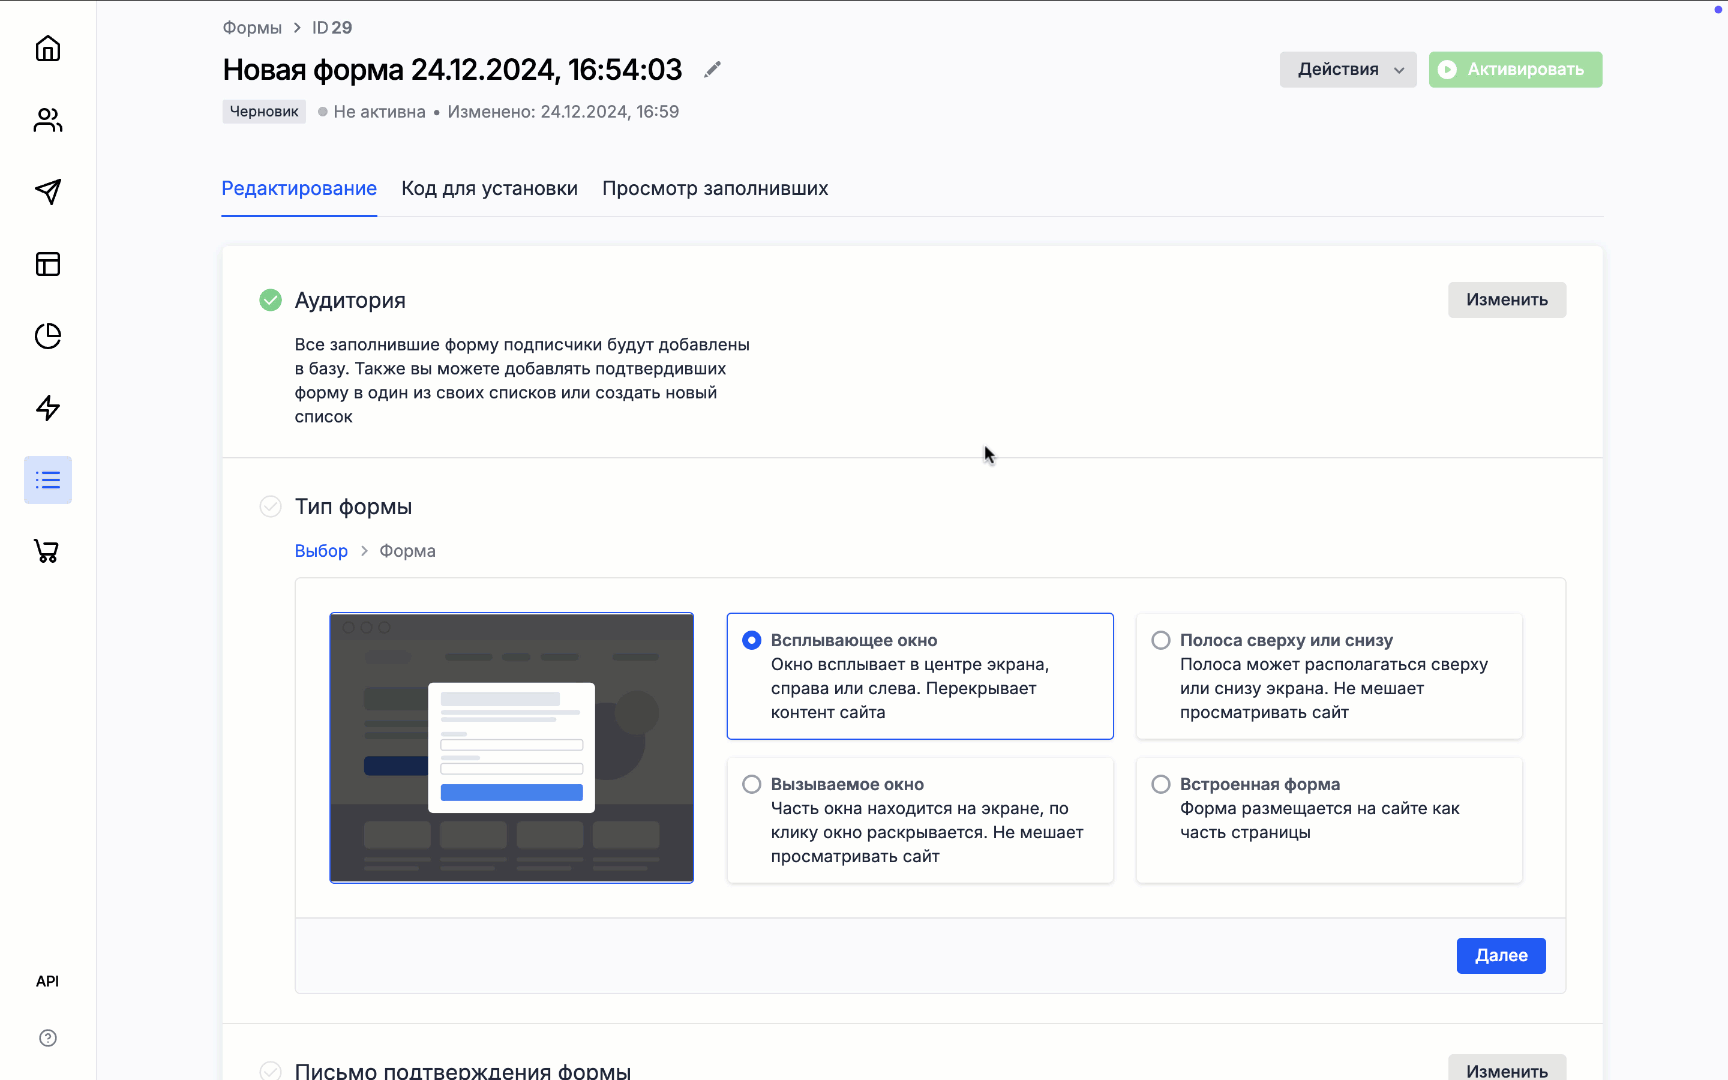 Формы > ID 29
Новая форма 24.12.2024, 16:54:03
Действия
Активировать
Черновик
Не активна • Изменено: 24.12.2024, 16:59
Редактирование
Код для установки
Просмотр заполнивших
Аудитория
Изменить
Все заполнившие форму подписчики будут добавлены
в базу. Также вы можете добавлять подтвердивших
форму в один из своих списков или создать новый
список
Тип формы
Выбор > Форма
Всплывающее окно
Окно всплывает в центре экрана,
справа или слева. Перекрывает
контент сайта
Полоса сверху или снизу
Полоса может располагаться сверху
или снизу экрана. Не мешает
просматривать сайт
Вызываемое окно
Часть окна находится на экране, по
клику окно раскрывается. Не мешает
просматривать сайт
Встроенная форма
Форма размещается на сайте как
часть страницы
Далее
API
Письмо подтверждения формы
Изменить